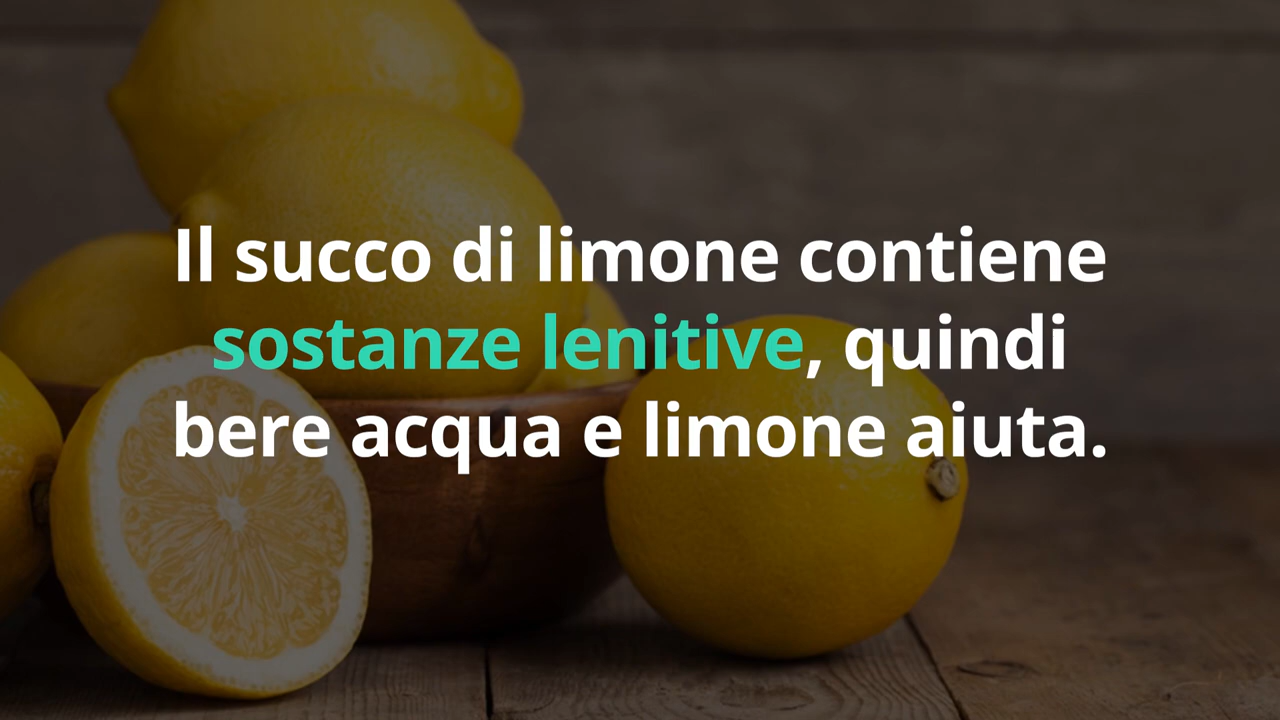 Il succo di limone contiene
sostanze lenitive, quindi
bere acqua e limone aiuta.